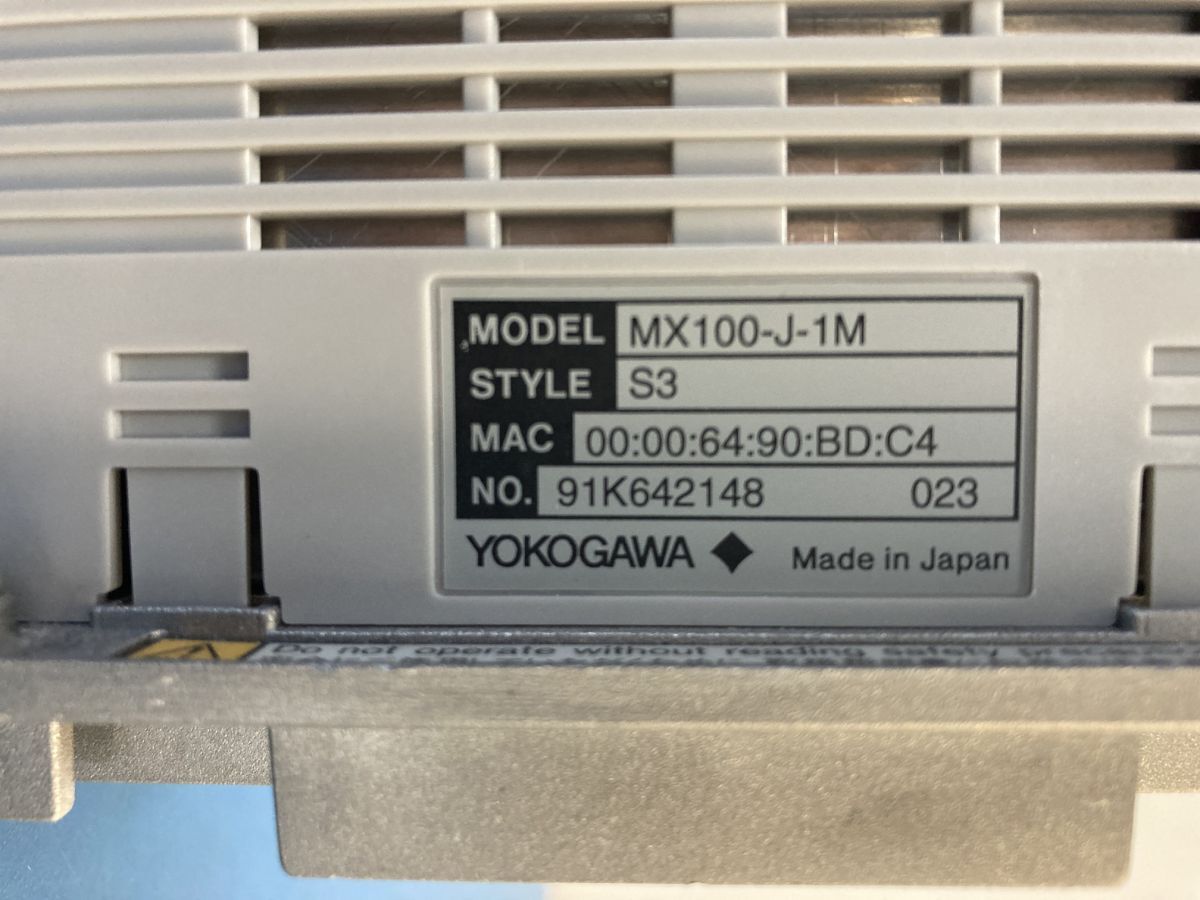 MODEL MX100-J-1M
STYLE S3
MAC 00:00:64:90:BD:C4
NO. 91K642148 023
YOKOGAWA Made in Japan
Do not operate without reading safety